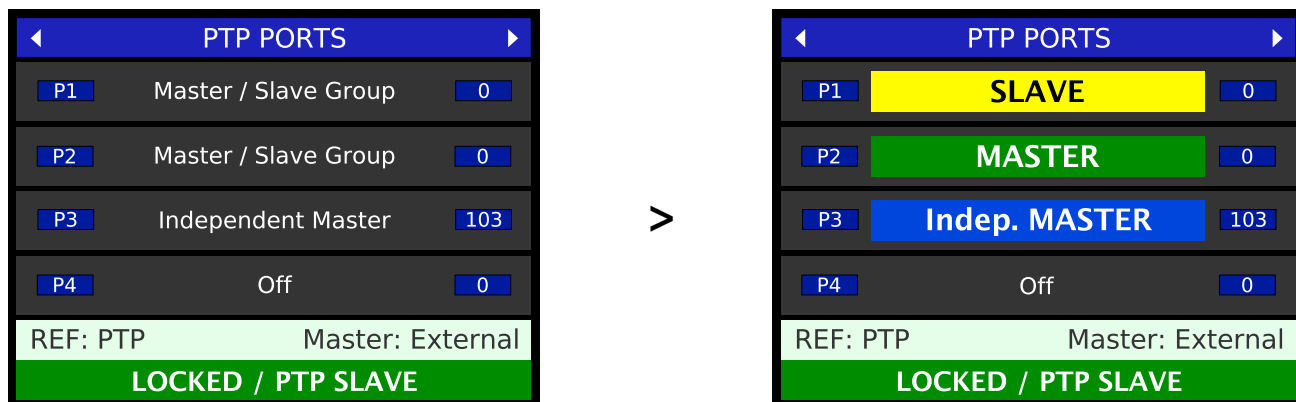 PTP PORTS
P1 Master / Slave Group 0
P2 Master / Slave Group 0
P3 Independent Master 103
P4 Off 0
REF: PTP Master: External
LOCKED / PTP SLAVE
>
PTP PORTS
P1 SLAVE 0
P2 MASTER 0
P3 Indep. MASTER 103
P4 Off 0
REF: PTP Master: External
LOCKED / PTP SLAVE